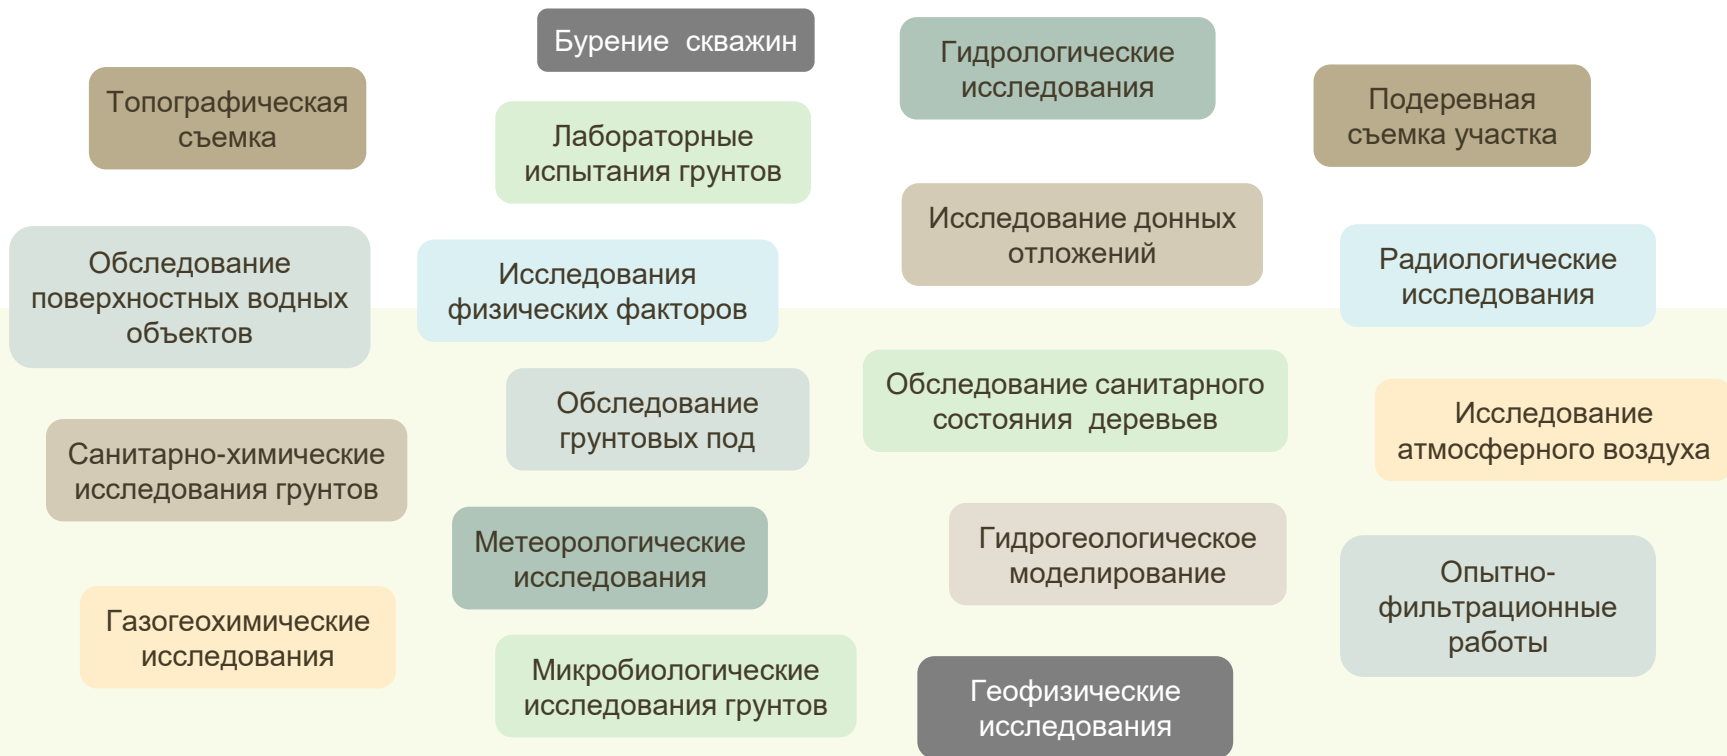 Бурение  скважин
Гидрологические
исследования
Топографическая
съемка
Подеревная
съемка участка
Лабораторные
испытания грунтов
Исследование донных
отложений
Обследование
поверхностных водных
объектов
Исследования
физических факторов
Радиологические
исследования
Обследование санитарного
состояния  деревьев
Обследование
грунтовых под
Исследование
атмосферного воздуха
Санитарно-химические
исследования грунтов
Метеорологические
исследования
Гидрогеологическое
моделирование
Опытно-
фильтрационные
работы
Газогеохимические
исследования
Микробиологические
исследования грунтов
Геофизические
исследования